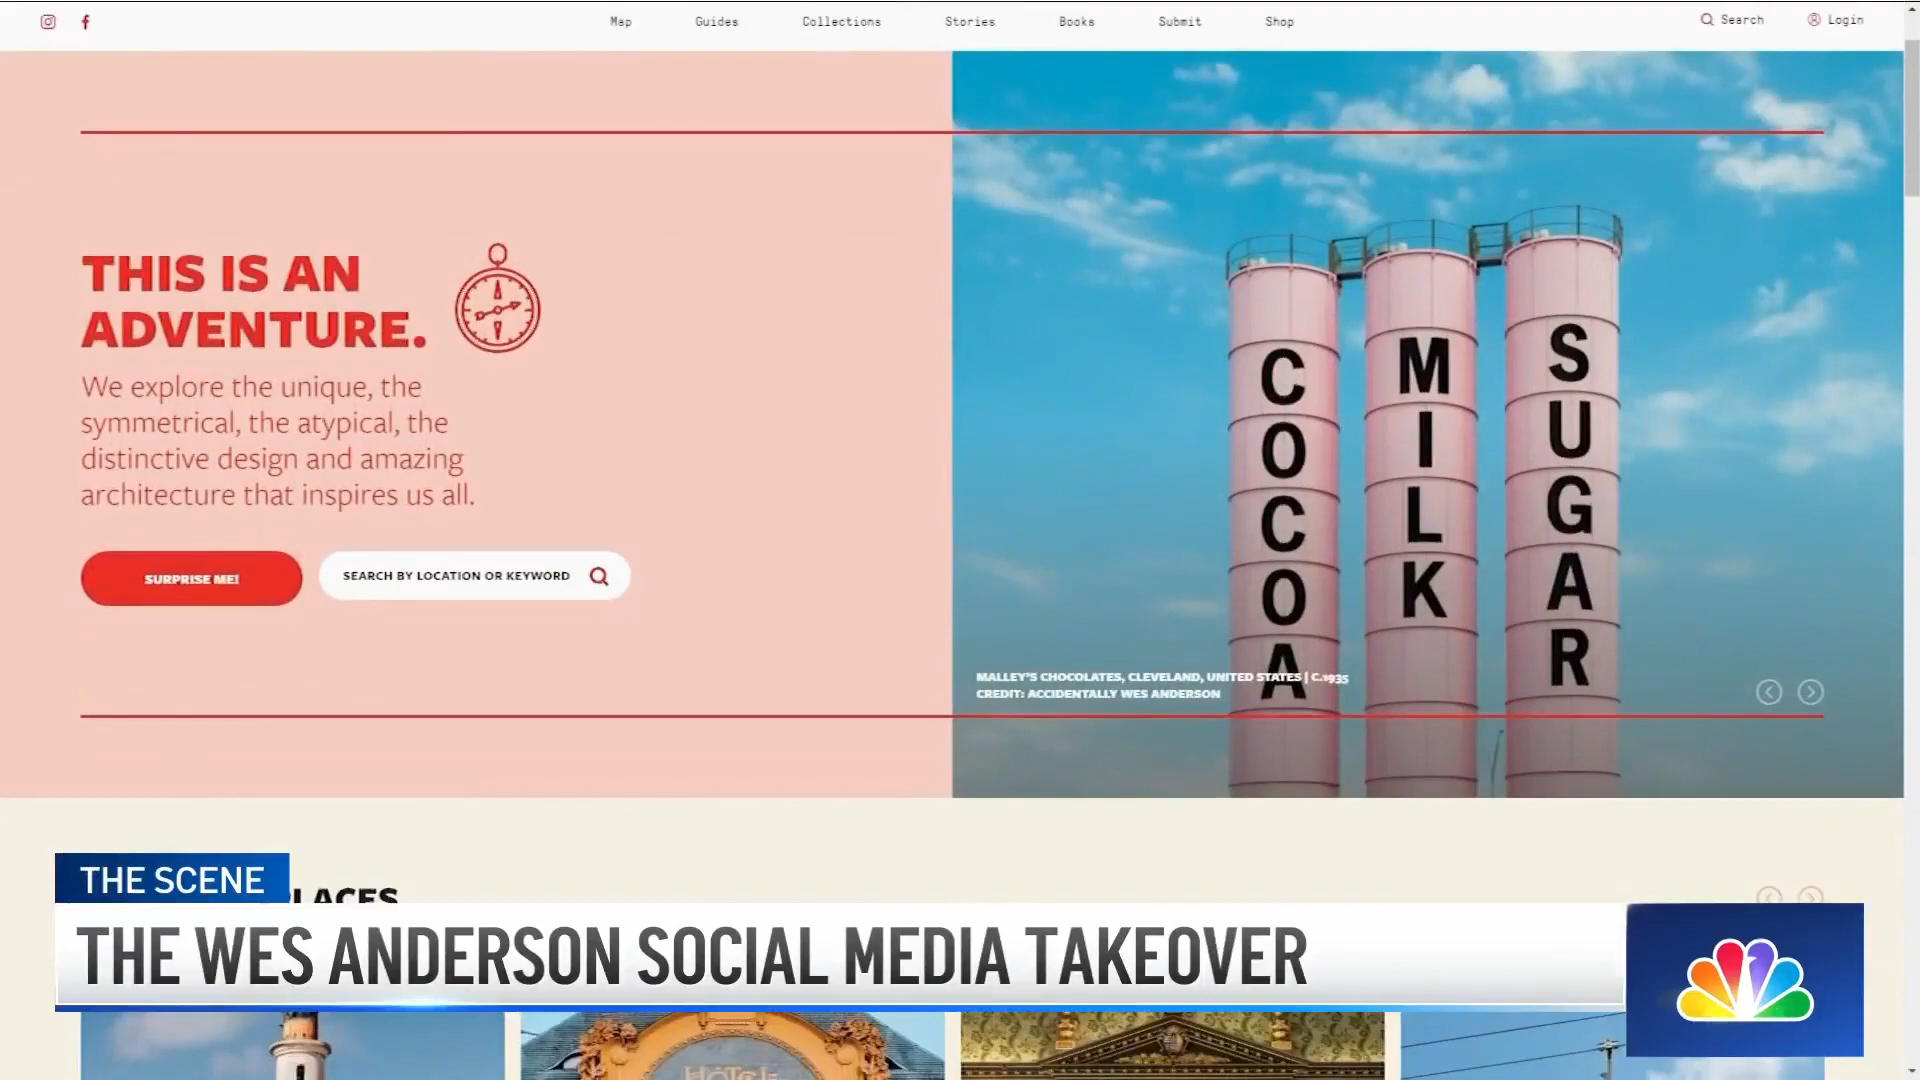 Map Guides Collections Stories Books Submit Shop Search Login
THIS IS AN
ADVENTURE.
We explore the unique, the
symmetrical, the atypical, the
distinctive design and amazing
architecture that inspires us all.
SURPRISE ME!
SEARCH BY LOCATION OR KEYWORD
COCOA
MILK
SUGAR
MALLEY'S CHOCOLATES, CLEVELAND, UNITED STATES | C.1935
CREDIT: ACCIDENTALLY WES ANDERSON
THE SCENE
THE WES ANDERSON SOCIAL MEDIA TAKEOVER